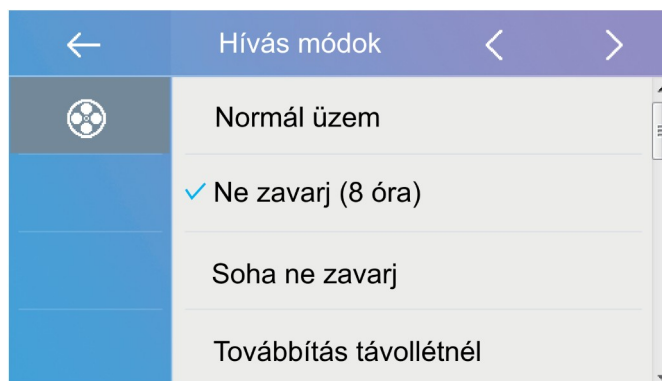 Hívás módok
Normál üzem
Ne zavarj (8 óra)
Soha ne zavarj
Továbbítás távollétnél